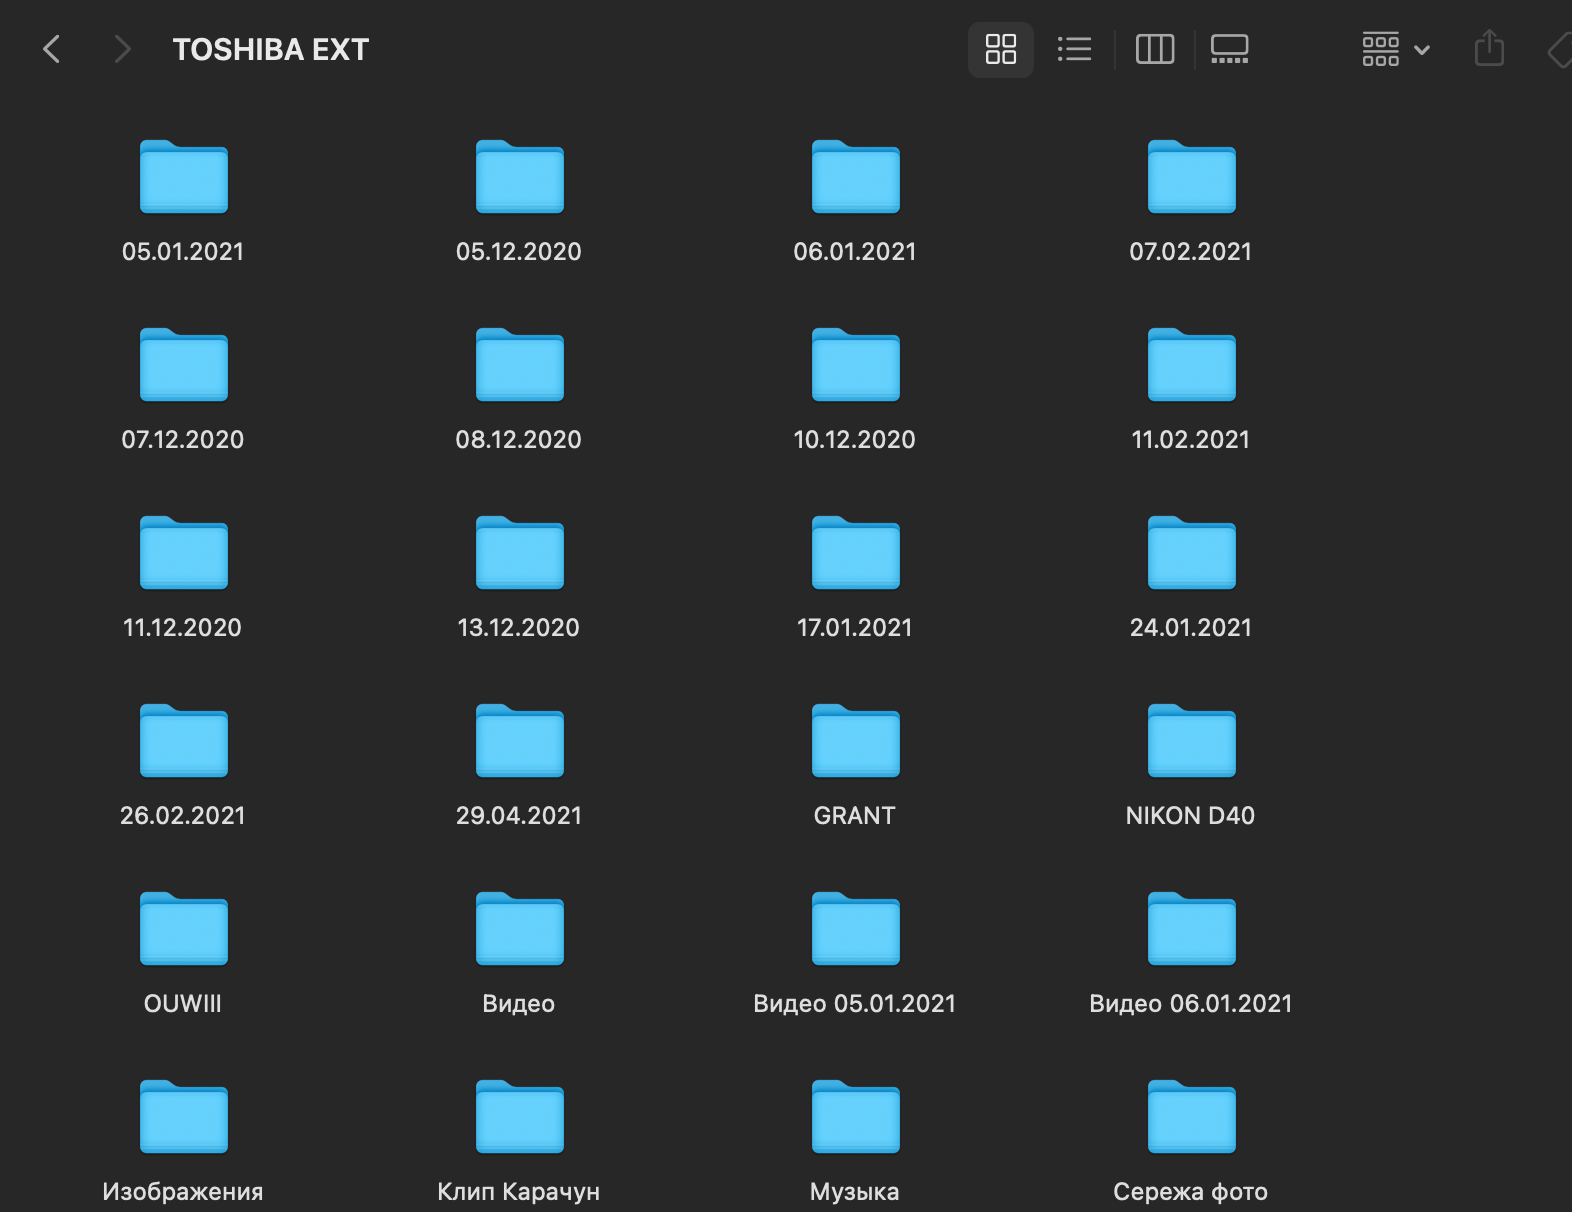 TOSHIBA EXT
05.01.2021
05.12.2020
06.01.2021
07.02.2021
07.12.2020
08.12.2020
10.12.2020
11.02.2021
11.12.2020
13.12.2020
17.01.2021
24.01.2021
26.02.2021
29.04.2021
GRANT
NIKON D40
OUWIII
Видео
Видео 05.01.2021
Видео 06.01.2021
Изображения
Клип Карачун
Музыка
Сережа фото